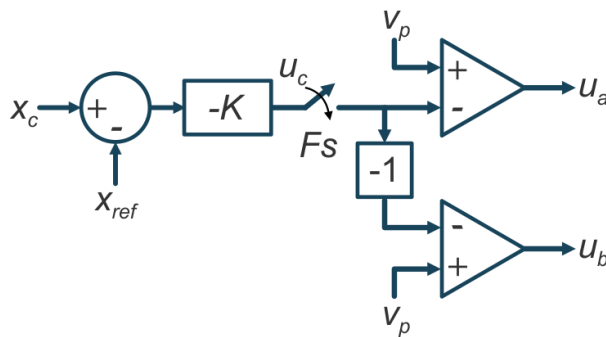 v_p
+
-
u_a
x_c
+
-
-K
u_c
Fs
x_ref
-1
-
+
u_b
v_p